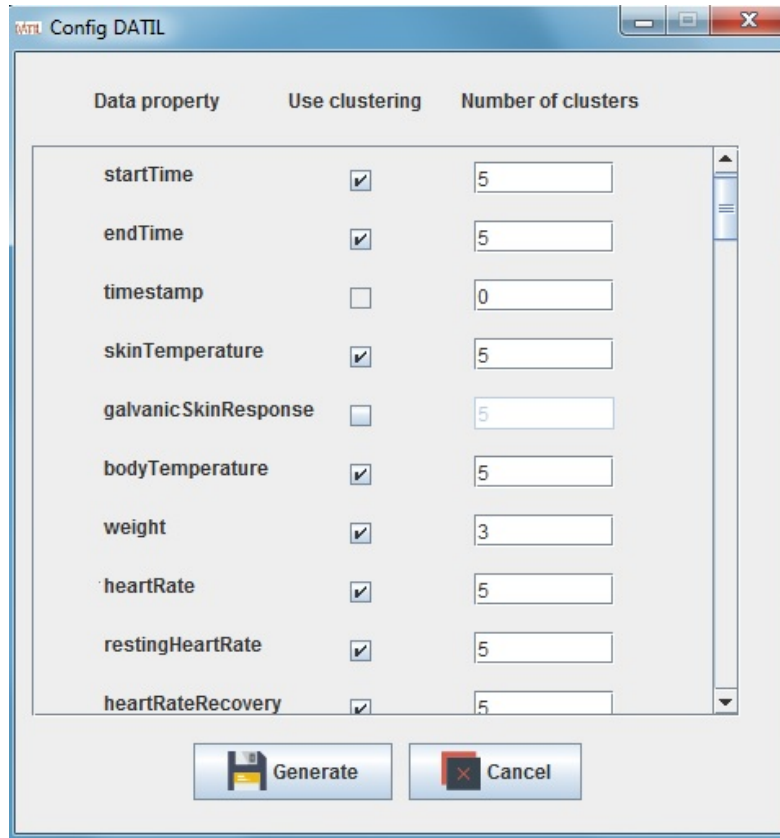 Config DATIL
Data property Use clustering Number of clusters
startTime 5
endTime 5
timestamp 0
skinTemperature 5
galvanicSkinResponse 5
bodyTemperature 5
weight 3
heartRate 5
restingHeartRate 5
heartRateRecovery 5
Generate Cancel